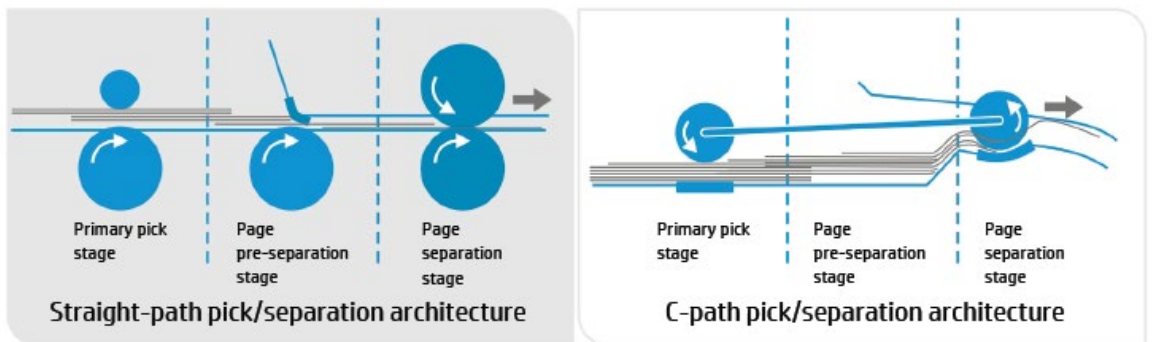 Primary pick
stage
Page
pre-separation
stage
Page
separation
stage
Straight-path pick/separation architecture
Primary pick
stage
Page
pre-separation
stage
Page
separation
stage
C-path pick/separation architecture